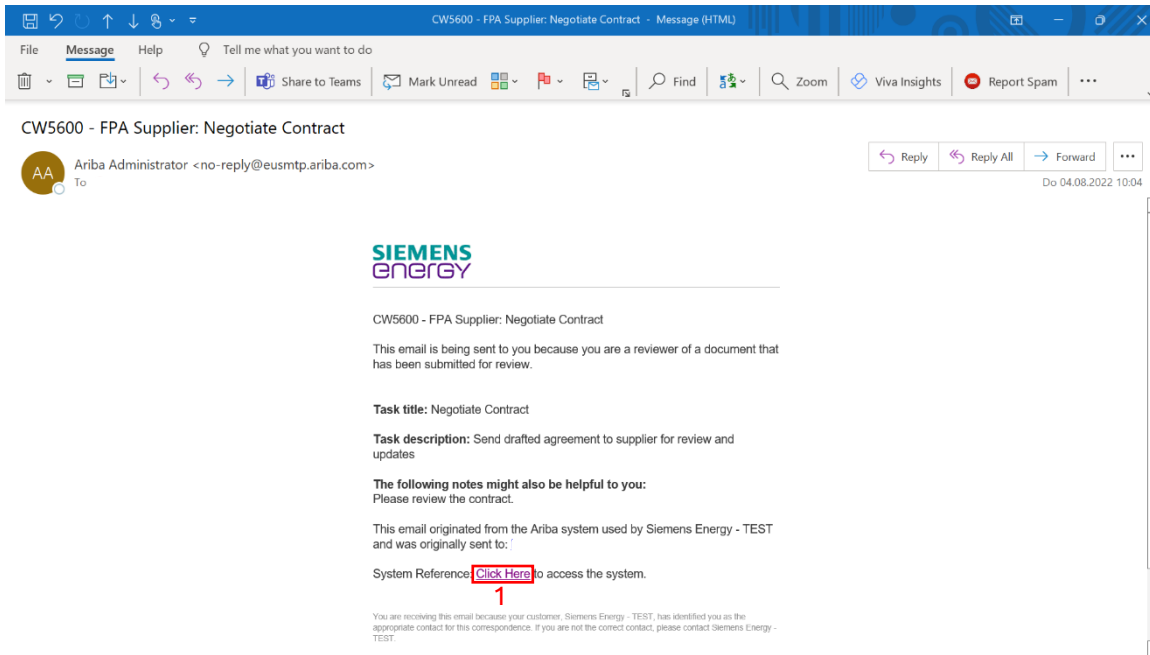 CW5600 - FPA Supplier: Negotiate Contract - Message (HTML)
File Message Help Tell me what you want to do
Share to Teams Mark Unread Find Zoom Viva Insights Report Spam
CW5600 - FPA Supplier: Negotiate Contract
AA
Ariba Administrator <no-reply@eusmtp.ariba.com>
To
Reply Reply All Forward
Do 04.08.2022 10:04
SIEMENS
energy
CW5600 - FPA Supplier: Negotiate Contract
This email is being sent to you because you are a reviewer of a document that
has been submitted for review.
Task title: Negotiate Contract
Task description: Send drafted agreement to supplier for review and
updates
The following notes might also be helpful to you:
Please review the contract.
This email originated from the Ariba system used by Siemens Energy - TEST
and was originally sent to:
System Reference: Click Here to access the system.
1
You are receiving this email because your customer, Siemens Energy - TEST, has identified you as the
appropriate contact for this correspondence. If you are not the correct contact, please contact Siemens Energy -
TEST.